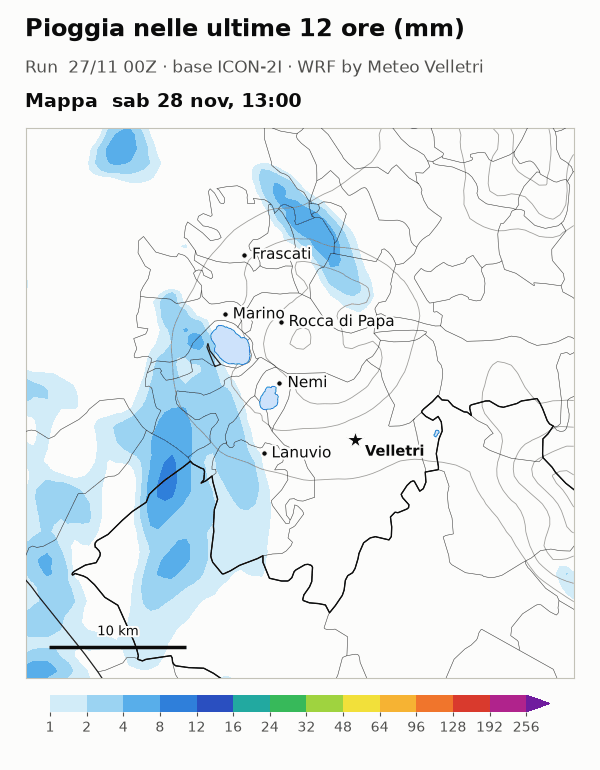 Pioggia nelle ultime 12 ore (mm)
Run  27/11 00Z · base ICON-2I · WRF by Meteo Velletri
Mappa  sab 28 nov, 13:00
Frascati
Marino
Rocca di Papa
Nemi
Velletri
Lanuvio
10 km
1 2 4 8 12 16 24 32 48 64 96 128 192 256